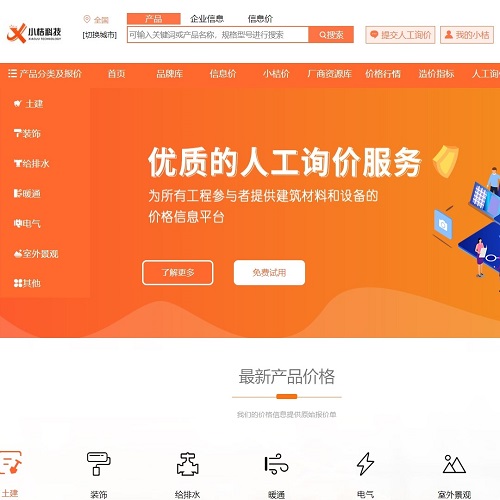 小桔科技
XIAOJU TECHNOLOGY
全国
[切换城市]
产品 企业信息 信息价
可输入关键词或产品名称，规格型号进行搜索
搜索
提交人工询价
我的小桔
产品分类及报价 首页 品牌库 信息价 小桔价 厂商资源库 价格行情 造价指标 人工询
土建
装饰
给排水
暖通
电气
室外景观
其他
优质的人工询价服务
为所有工程参与者提供建筑材料和设备的
价格信息平台
了解更多 免费试用
最新产品价格
我们的价格信息提供原始报价单
土建 装饰 给排水 暖通 电气 室外景观